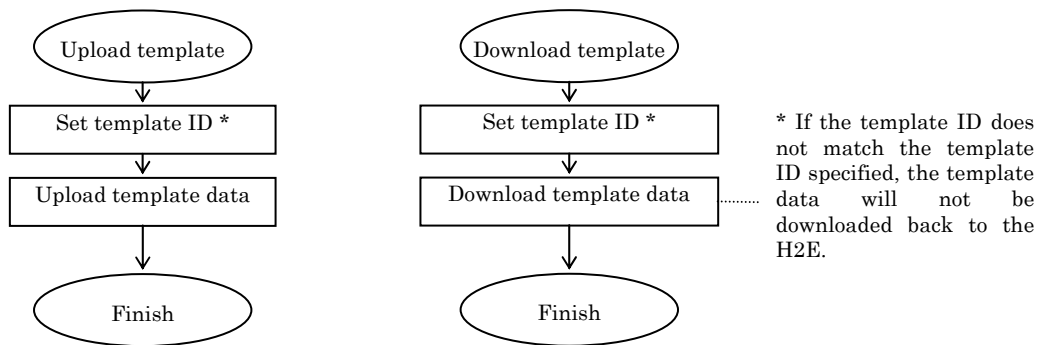 Upload template
Set template ID *
Upload template data
Finish
Download template
Set template ID *
Download template data
Finish
* If the template ID does
not match the template
ID specified, the template
data will not be
downloaded back to the
H2E.